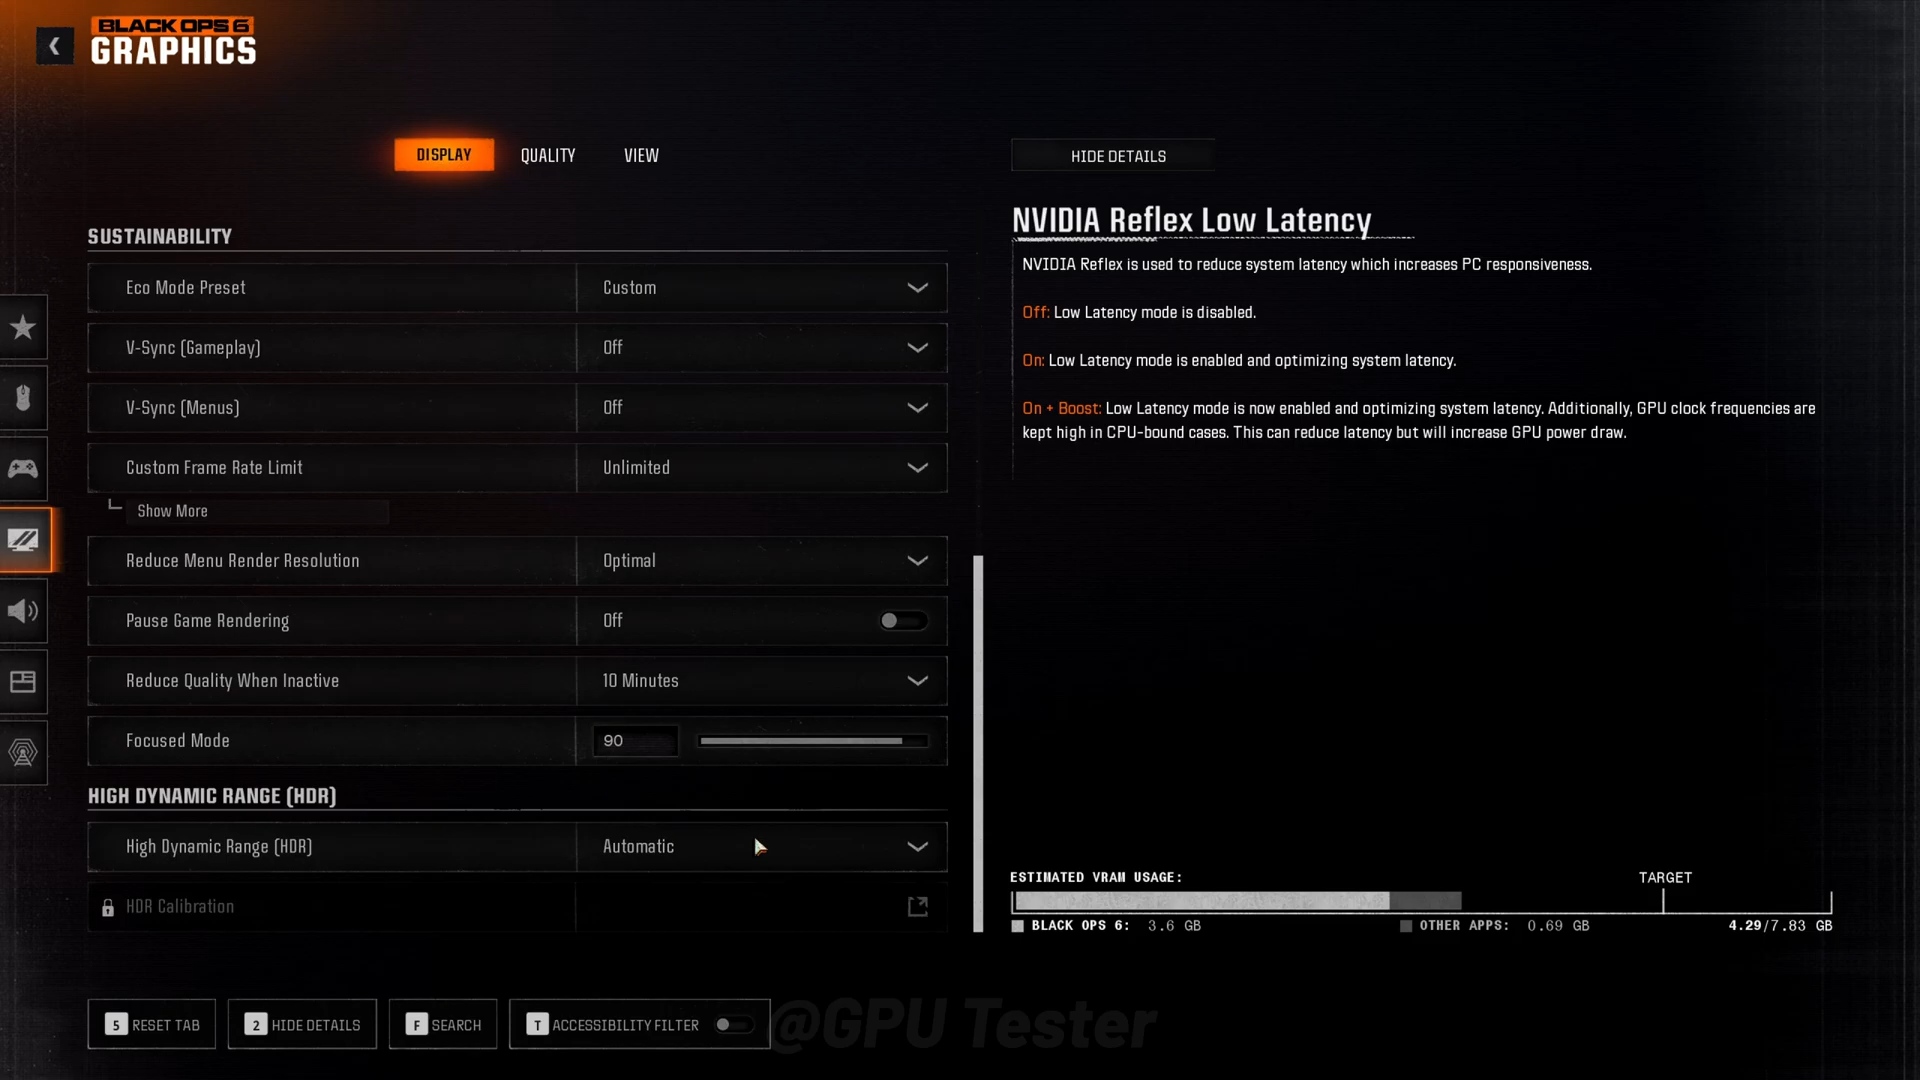 BLACK OPS 6
GRAPHICS
DISPLAY QUALITY VIEW
HIDE DETAILS
SUSTAINABILITY
Eco Mode Preset Custom
V-Sync (Gameplay) Off
V-Sync (Menus) Off
Custom Frame Rate Limit Unlimited
Show More
Reduce Menu Render Resolution Optimal
Pause Game Rendering Off
Reduce Quality When Inactive 10 Minutes
Focused Mode 90
HIGH DYNAMIC RANGE (HDR)
High Dynamic Range (HDR) Automatic
HDR Calibration
NVIDIA Reflex Low Latency
NVIDIA Reflex is used to reduce system latency which increases PC responsiveness.
Off: Low Latency mode is disabled.
On: Low Latency mode is enabled and optimizing system latency.
On + Boost: Low Latency mode is now enabled and optimizing system latency. Additionally, GPU clock frequencies are
kept high in CPU-bound cases. This can reduce latency but will increase GPU power draw.
ESTIMATED VRAM USAGE: TARGET
BLACK OPS 6: 3.6 GB OTHER APPS: 0.69 GB 4.29/7.83 GB
5 RESET TAB 2 HIDE DETAILS F SEARCH T ACCESSIBILITY FILTER
@GPU Tester